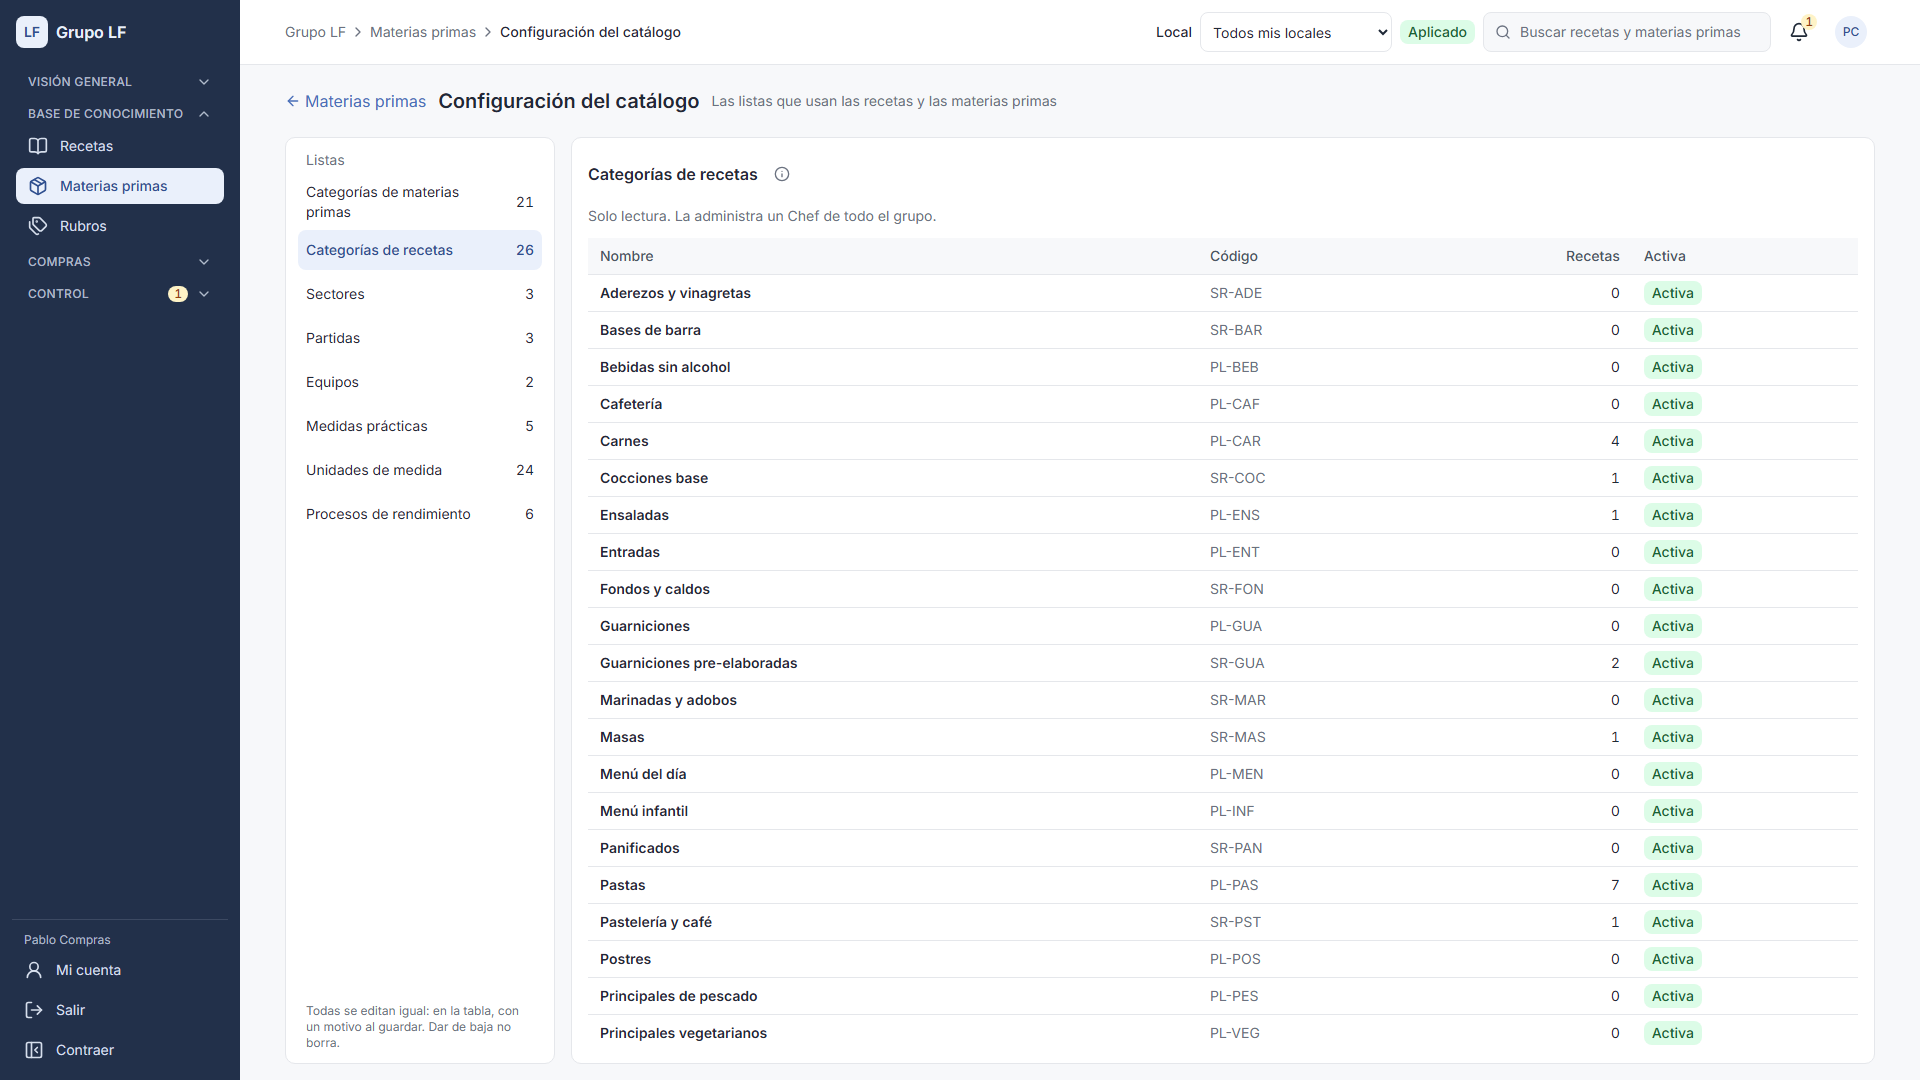 LF Grupo LF
VISIÓN GENERAL
BASE DE CONOCIMIENTO
Recetas
Materias primas
Rubros
COMPRAS
CONTROL 1
Pablo Compras
Mi cuenta
Salir
Contraer
Grupo LF > Materias primas > Configuración del catálogo
Local Todos mis locales Aplicado Buscar recetas y materias primas 1 PC
← Materias primas Configuración del catálogo Las listas que usan las recetas y las materias primas
Listas
Categorías de materias
primas 21
Categorías de recetas 26
Sectores 3
Partidas 3
Equipos 2
Medidas prácticas 5
Unidades de medida 24
Procesos de rendimiento 6
Todas se editan igual: en la tabla, con
un motivo al guardar. Dar de baja no
borra.
Categorías de recetas
Solo lectura. La administra un Chef de todo el grupo.
Nombre Código Recetas Activa
Aderezos y vinagretas SR-ADE 0 Activa
Bases de barra SR-BAR 0 Activa
Bebidas sin alcohol PL-BEB 0 Activa
Cafetería PL-CAF 0 Activa
Carnes PL-CAR 4 Activa
Cocciones base SR-COC 1 Activa
Ensaladas PL-ENS 1 Activa
Entradas PL-ENT 0 Activa
Fondos y caldos SR-FON 0 Activa
Guarniciones PL-GUA 0 Activa
Guarniciones pre-elaboradas SR-GUA 2 Activa
Marinadas y adobos SR-MAR 0 Activa
Masas SR-MAS 1 Activa
Menú del día PL-MEN 0 Activa
Menú infantil PL-INF 0 Activa
Panificados SR-PAN 0 Activa
Pastas PL-PAS 7 Activa
Pastelería y café SR-PST 1 Activa
Postres PL-POS 0 Activa
Principales de pescado PL-PES 0 Activa
Principales vegetarianos PL-VEG 0 Activa